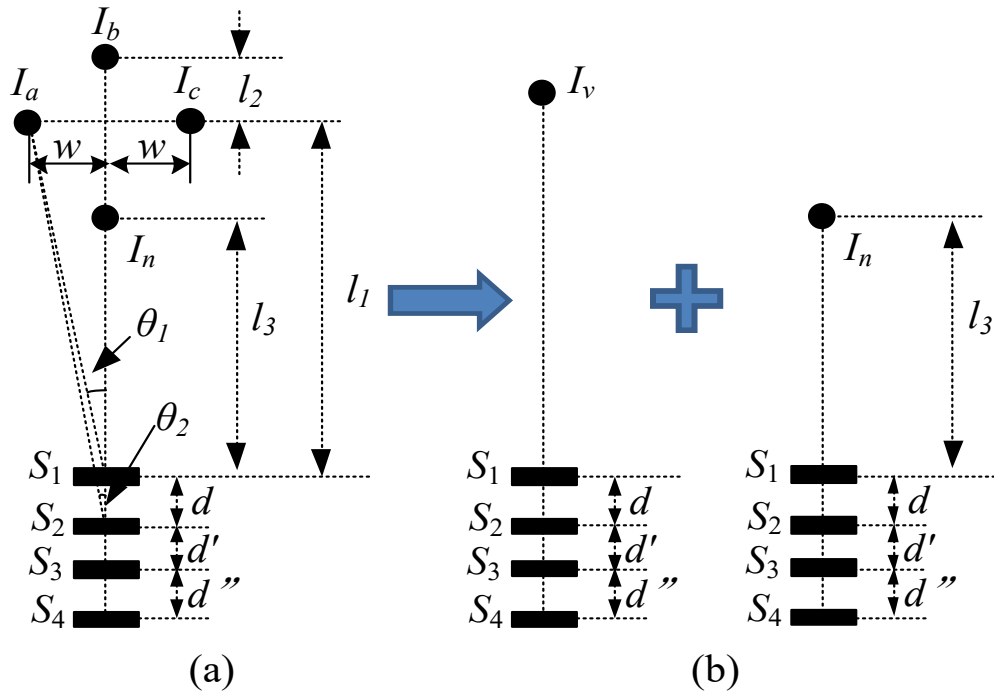 I_b
I_a
I_c
l_2
w
w
I_n
l_3
l_1
θ_1
θ_2
S_1
S_2
S_3
S_4
d
d'
d ”
(a)
I_v
S_1
S_2
S_3
S_4
d
d'
d ”
I_n
l_3
S_1
S_2
S_3
S_4
d
d'
d ”
(b)